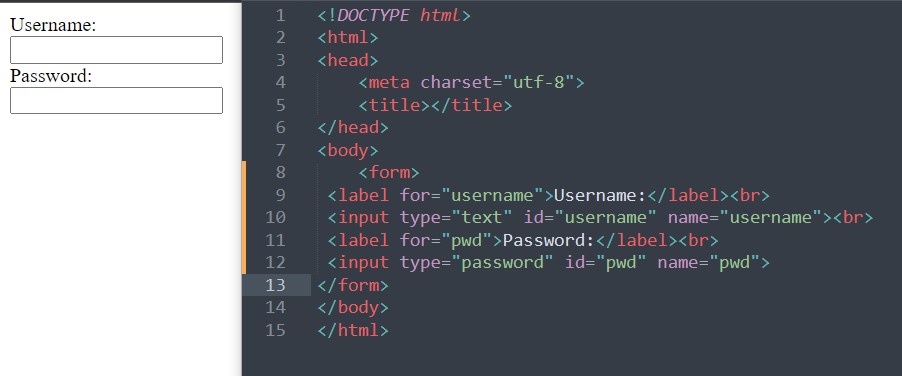 Username:
Password:
1 <!DOCTYPE html>
2 <html>
3 <head>
4     <meta charset="utf-8">
5     <title></title>
6 </head>
7 <body>
8     <form>
9  <label for="username">Username:</label><br>
10  <input type="text" id="username" name="username"><br>
11  <label for="pwd">Password:</label><br>
12  <input type="password" id="pwd" name="pwd">
13 </form>
14 </body>
15 </html>